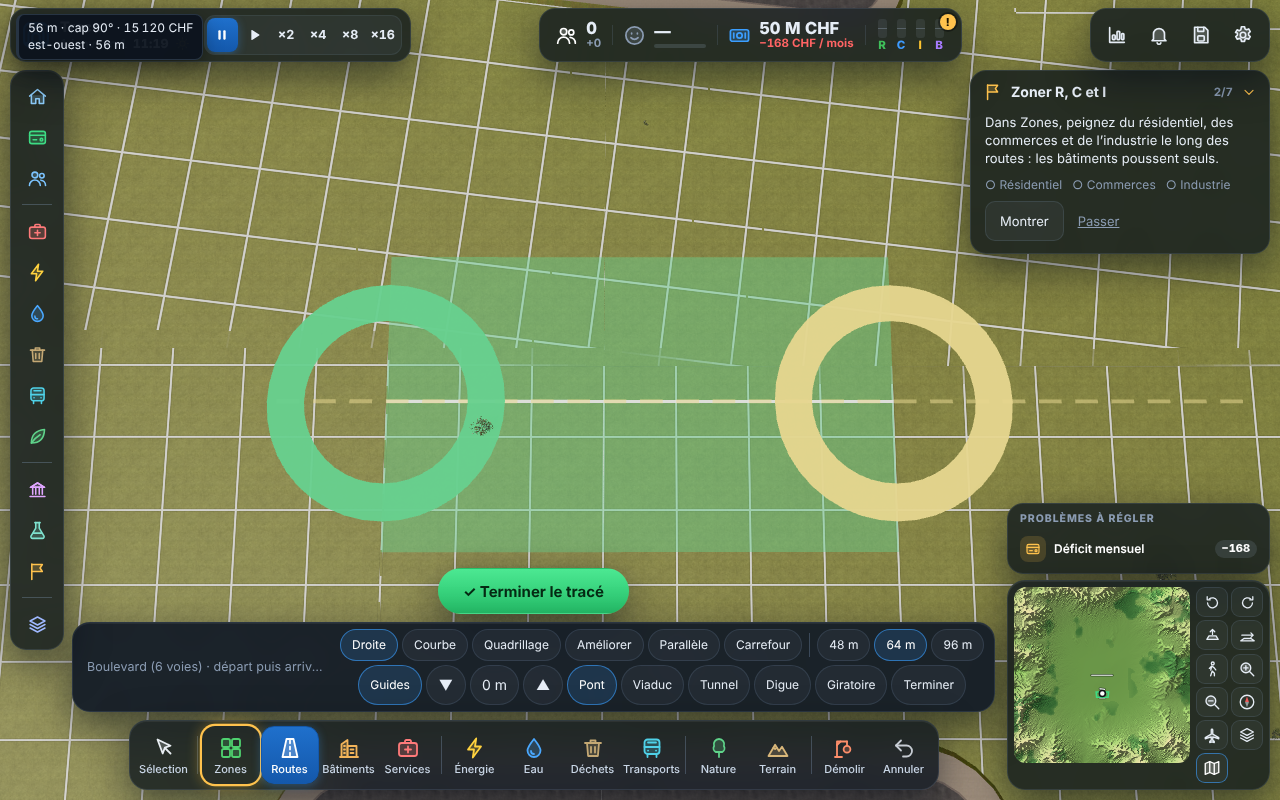 56 m · cap 90° · 15 120 CHF
est-ouest · 56 m
×2 ×4 ×8 ×16
0
+0
—
50 M CHF
−168 CHF / mois
R C I B
!
Zoner R, C et I 2/7
Dans Zones, peignez du résidentiel, des
commerces et de l’industrie le long des
routes : les bâtiments poussent seuls.
Résidentiel Commerces Industrie
Montrer Passer
PROBLÈMES À RÉGLER
Déficit mensuel −168
✓ Terminer le tracé
Boulevard (6 voies) · départ puis arriv…
Droite Courbe Quadrillage Améliorer Parallèle Carrefour 48 m 64 m 96 m
Guides ▼ 0 m ▲ Pont Viaduc Tunnel Digue Giratoire Terminer
Sélection Zones Routes Bâtiments Services Énergie Eau Déchets Transports Nature Terrain Démolir Annuler